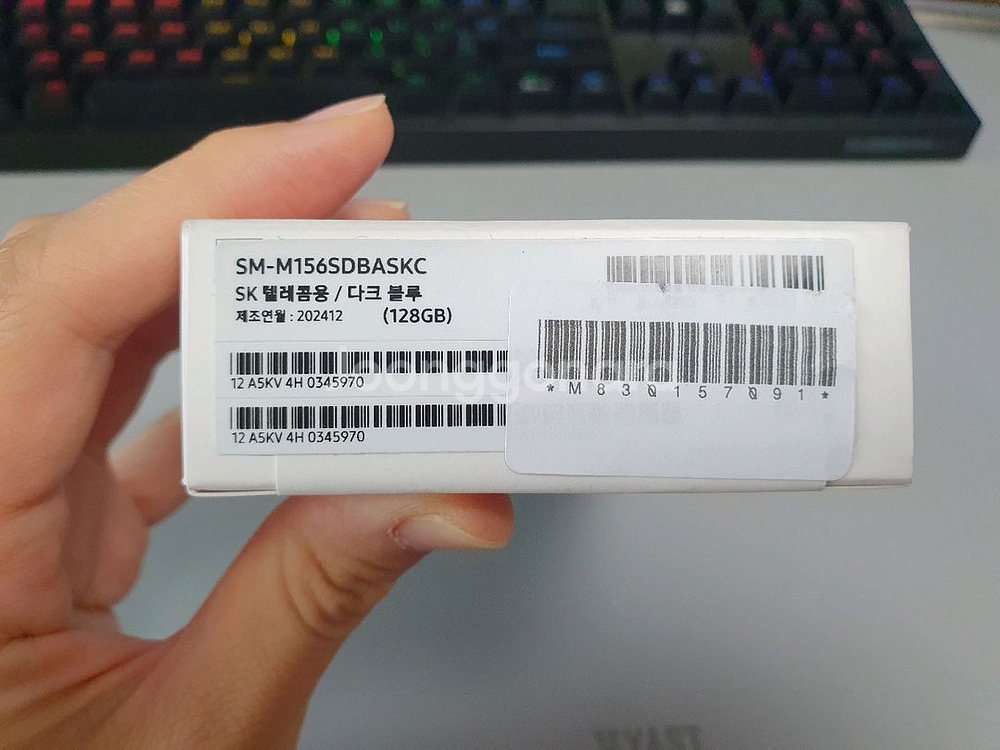 SM-M156SDBASKC
SK 텔레콤용 / 다크 블루
제조연월 : 202412 (128GB)
12 A5KV 4H 0345970
12 A5KV 4H 0345970
*M830157091*